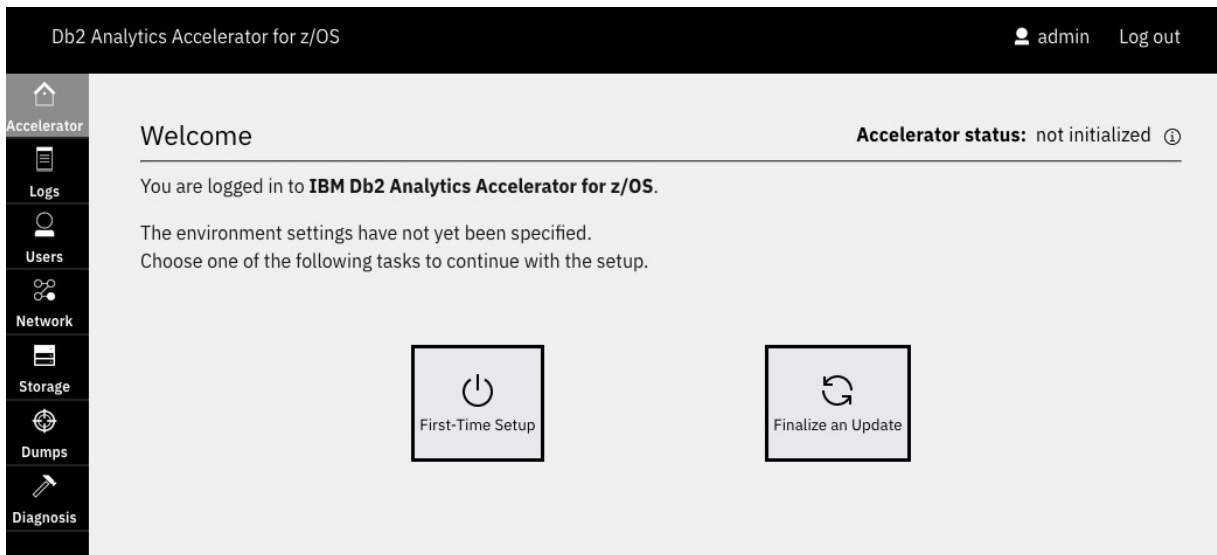 Db2 Analytics Accelerator for z/OS
admin
Log out
Accelerator
Logs
Users
Network
Storage
Dumps
Diagnosis
Welcome
Accelerator status: not initialized
You are logged in to IBM Db2 Analytics Accelerator for z/OS.
The environment settings have not yet been specified.
Choose one of the following tasks to continue with the setup.
First-Time Setup
Finalize an Update